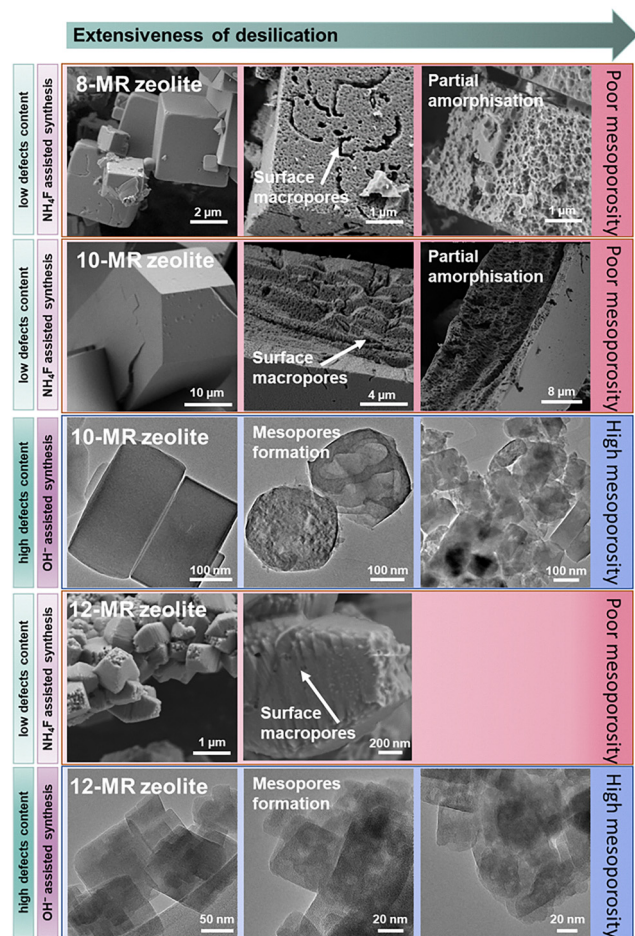 Extensiveness of desilication
low defects content
NH₄F assisted synthesis
8-MR zeolite
2 µm
Surface
macropores
1 µm
Partial
amorphisation
1 µm
Poor mesoporosity
low defects content
NH₄F assisted synthesis
10-MR zeolite
10 µm
Surface
macropores
4 µm
Partial
amorphisation
8 µm
Poor mesoporosity
high defects content
OH⁻ assisted synthesis
10-MR zeolite
100 nm
Mesopores
formation
100 nm
100 nm
High mesoporosity
low defects content
NH₄F assisted synthesis
12-MR zeolite
1 µm
Surface
macropores
200 nm
Poor mesoporosity
high defects content
OH⁻ assisted synthesis
12-MR zeolite
50 nm
Mesopores
formation
20 nm
20 nm
High mesoporosity